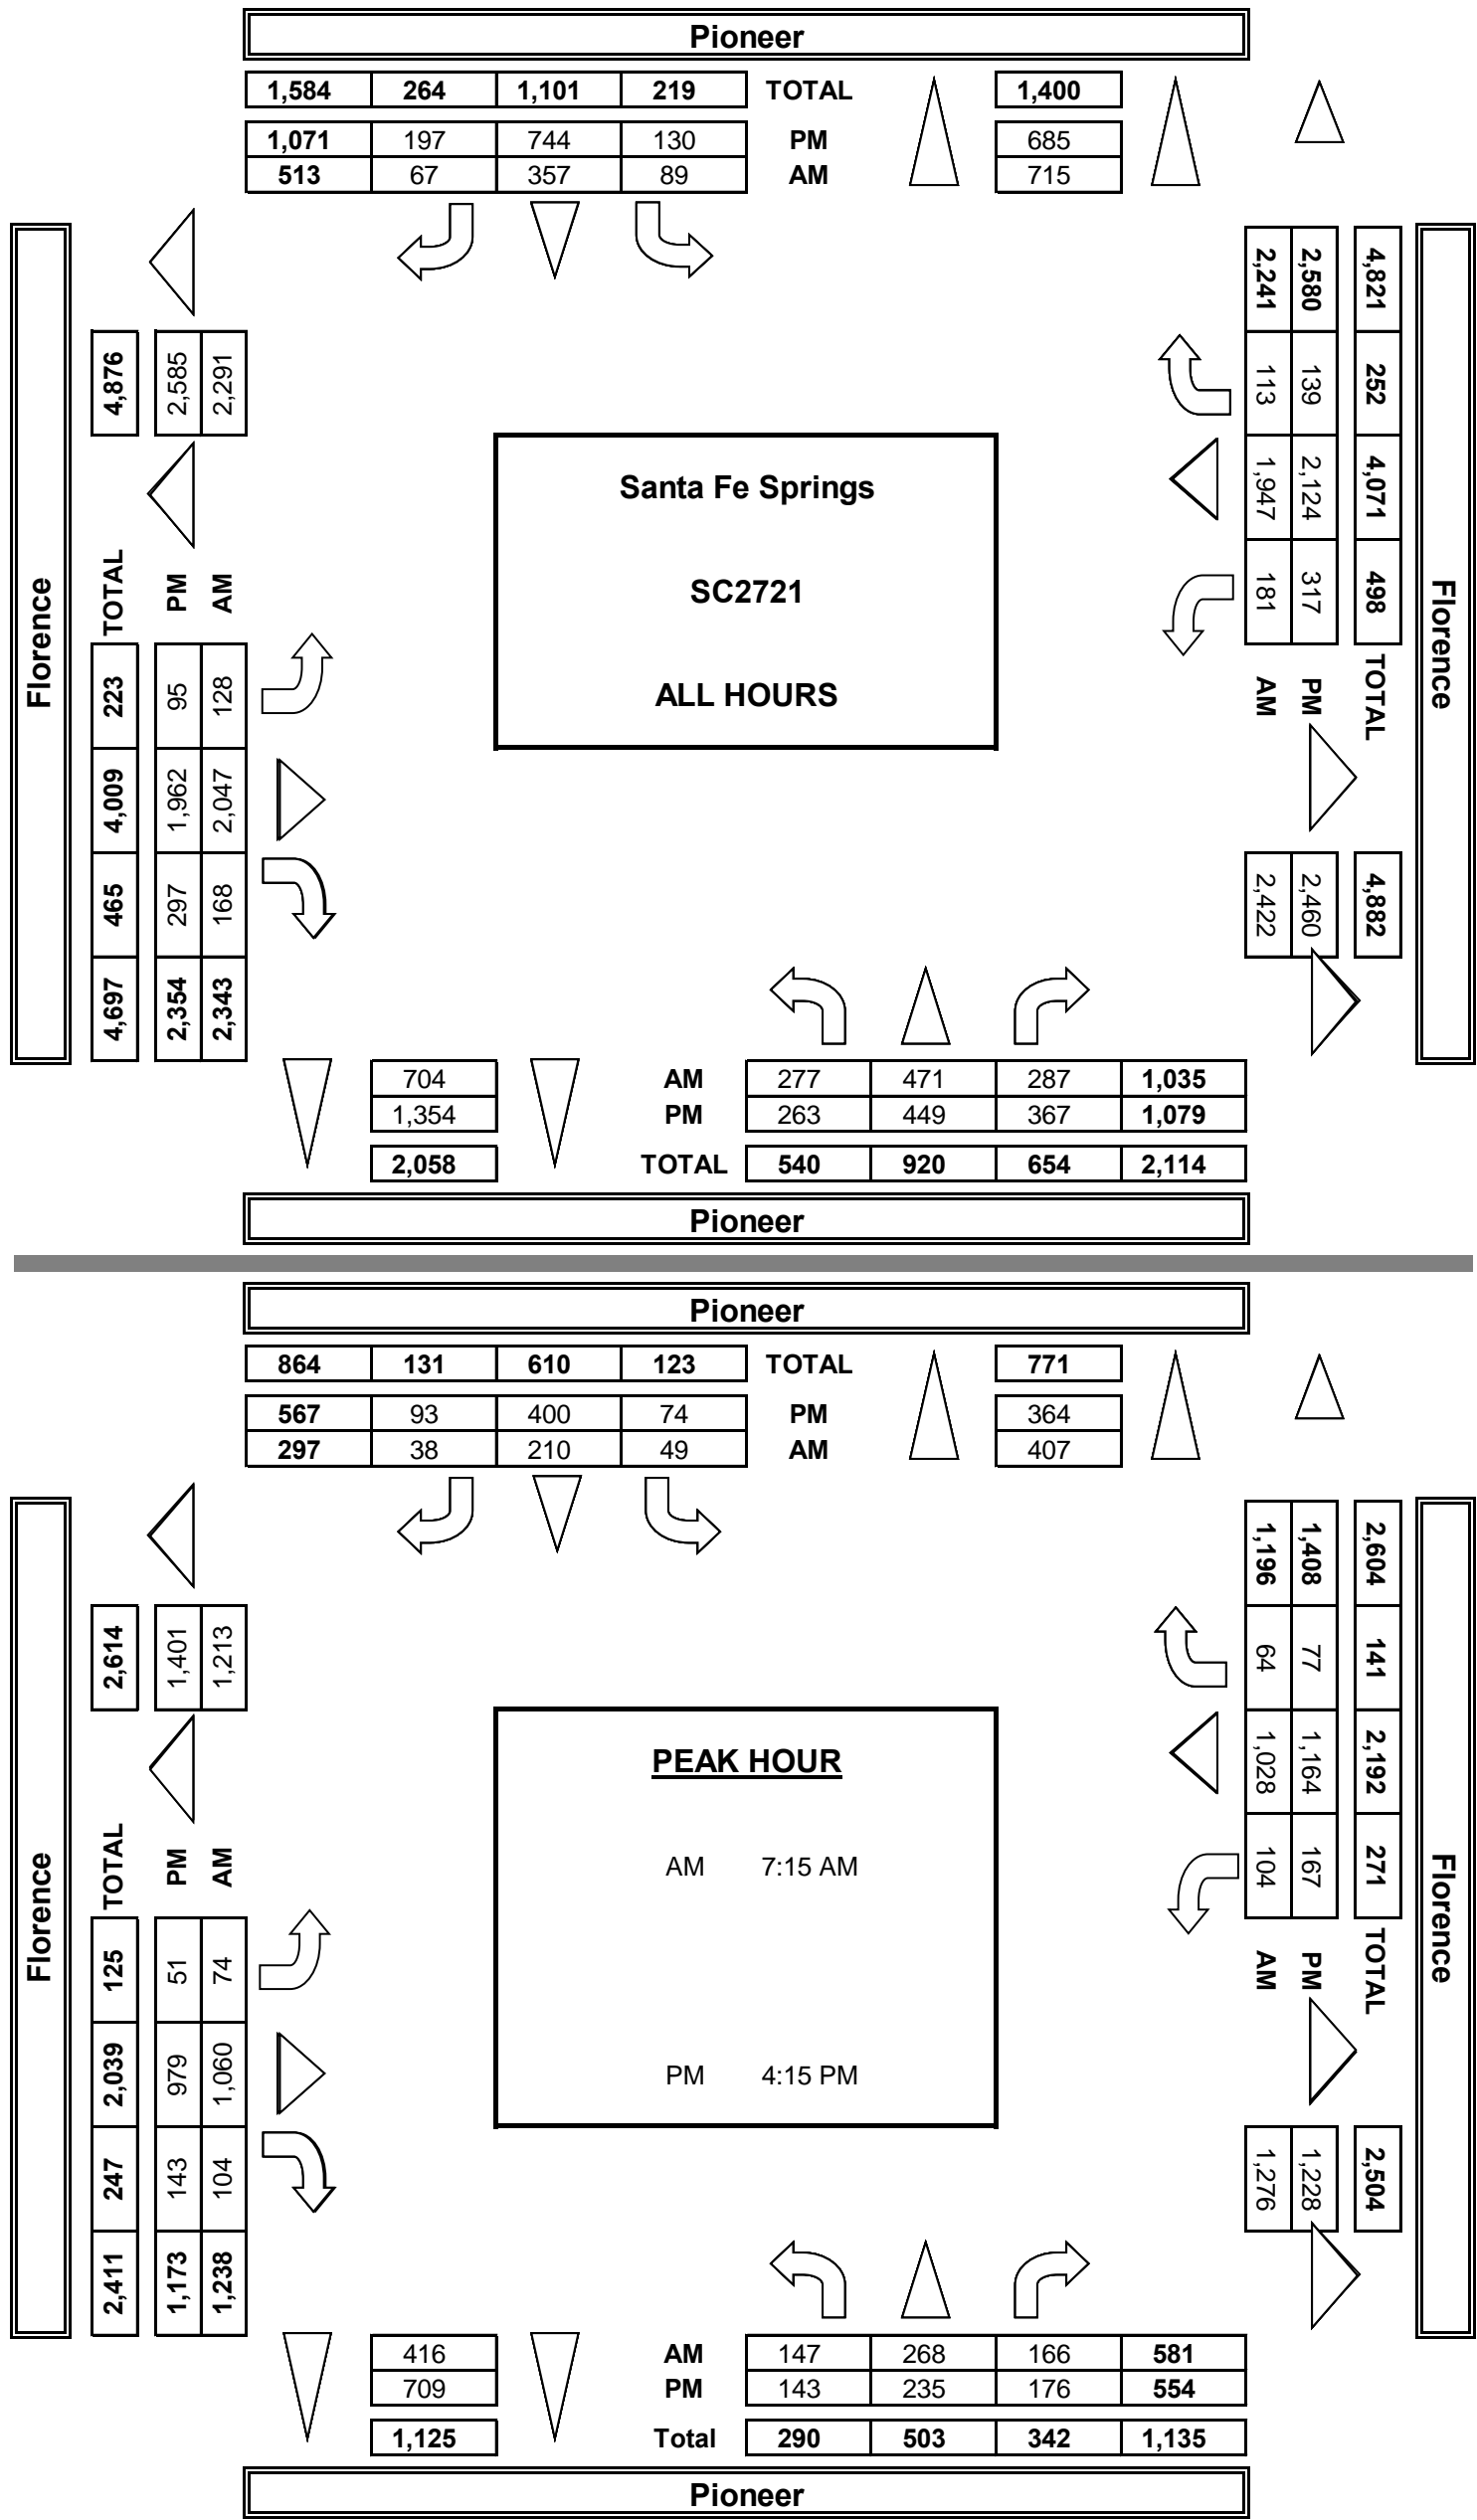 Pioneer
1,584 264 1,101 219 TOTAL 1,400
1,071 197 744 130 PM 685
513 67 357 89 AM 715
Florence
TOTAL 4,697 465 4,009 223 4,876
PM 2,354 297 1,962 95 2,585
AM 2,343 168 2,047 128 2,291
Santa Fe Springs
SC2721
ALL HOURS
4,821 252 4,071 498 TOTAL 4,882
2,580 139 2,124 317 PM 2,460
2,241 113 1,947 181 AM 2,422
Florence
704 AM 277 471 287 1,035
1,354 PM 263 449 367 1,079
2,058 TOTAL 540 920 654 2,114
Pioneer
Pioneer
864 131 610 123 TOTAL 771
567 93 400 74 PM 364
297 38 210 49 AM 407
Florence
2,411 247 2,039 125 TOTAL 2,614
1,173 143 979 51 PM 1,401
1,238 104 1,060 74 AM 1,213
PEAK HOUR
AM 7:15 AM
PM 4:15 PM
2,604 141 2,192 271 TOTAL 2,504
1,408 77 1,164 167 PM 1,228
1,196 64 1,028 104 AM 1,276
Florence
416 AM 147 268 166 581
709 PM 143 235 176 554
1,125 Total 290 503 342 1,135
Pioneer